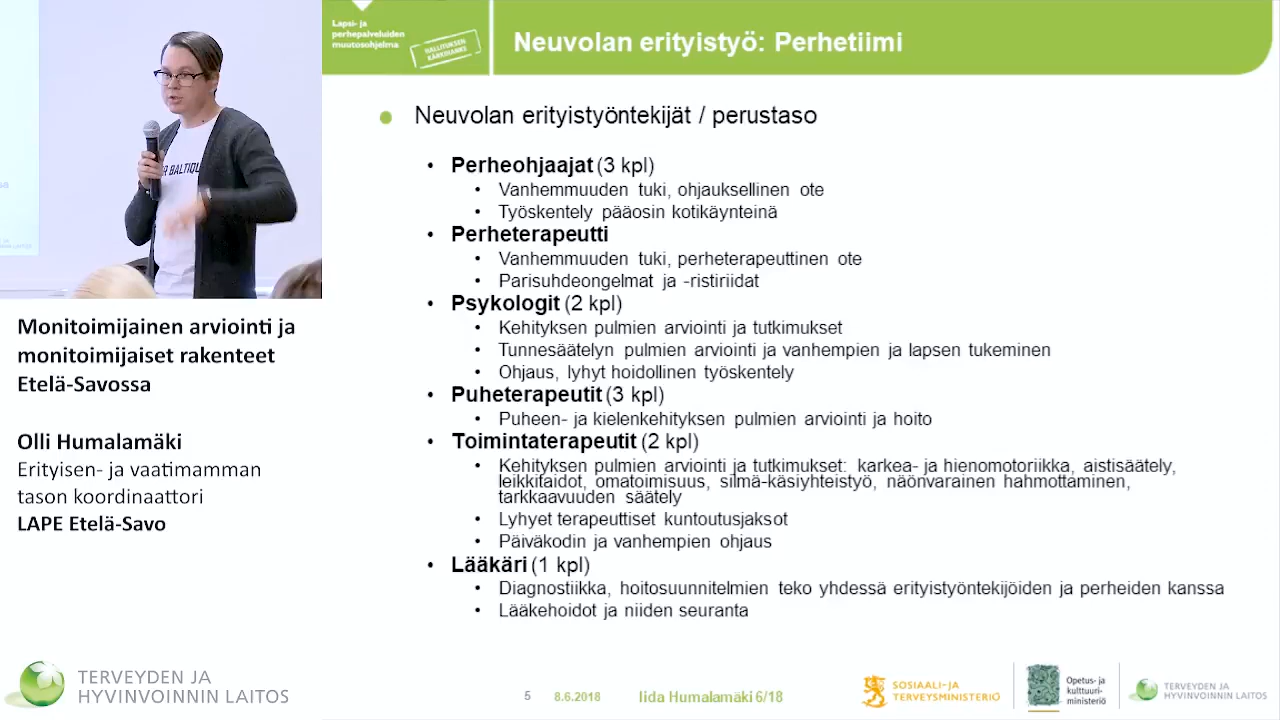 Lapsi- ja
perhepalveluiden
muutosohjelma
HALLITUKSEN
KÄRKIHANKE
Neuvolan erityistyö: Perhetiimi
Neuvolan erityistyöntekijät / perustaso
Perheohjaajat (3 kpl)
Vanhemmuuden tuki, ohjauksellinen ote
Työskentely pääosin kotikäynteinä
Perheterapeutti
Vanhemmuuden tuki, perheterapeuttinen ote
Parisuhdeongelmat ja -ristiriidat
Psykologit (2 kpl)
Kehityksen pulmien arviointi ja tutkimukset
Tunnesäätelyn pulmien arviointi ja vanhempien ja lapsen tukeminen
Ohjaus, lyhyt hoidollinen työskentely
Puheterapeutit (3 kpl)
Puheen- ja kielenkehityksen pulmien arviointi ja hoito
Toimintaterapeutit (2 kpl)
Kehityksen pulmien arviointi ja tutkimukset: karkea- ja hienomotoriikka, aistisäätely,
leikkitaidot, omatoimisuus, silmä-käsiyhteistyö, näönvarainen hahmottaminen,
tarkkaavuuden säätely
Lyhyet terapeuttiset kuntoutusjaksot
Päiväkodin ja vanhempien ohjaus
Lääkäri (1 kpl)
Diagnostiikka, hoitosuunnitelmien teko yhdessä erityistyöntekijöiden ja perheiden kanssa
Lääkehoidot ja niiden seuranta
BALTIQU
Monitoimijainen arviointi ja
monitoimijaiset rakenteet
Etelä-Savossa
Olli Humalamäki
Erityisen- ja vaatimamman
tason koordinaattori
LAPE Etelä-Savo
TERVEYDEN JA
HYVINVOINNIN LAITOS
5
8.6.2018
Iida Humalamäki 6/18
SOSIAALI- JA
TERVEYSMINISTERIÖ
Opetus- ja
kulttuuri-
ministeriö
TERVEYDEN JA
HYVINVOINNIN LAITOS